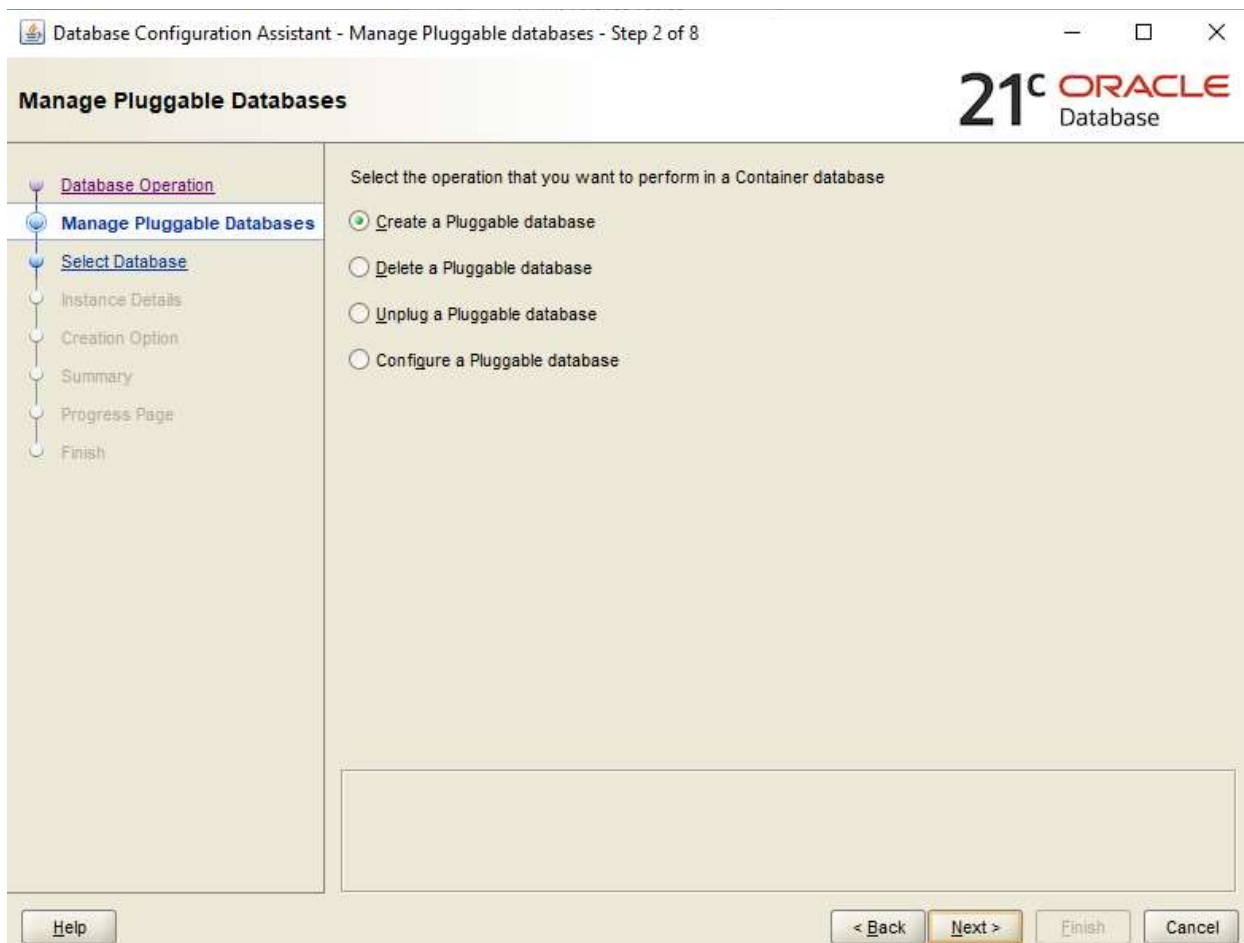 Database Configuration Assistant - Manage Pluggable databases - Step 2 of 8
Manage Pluggable Databases
21c ORACLE
Database
Database Operation
Manage Pluggable Databases
Select Database
Instance Details
Creation Option
Summary
Progress Page
Finish
Select the operation that you want to perform in a Container database
Create a Pluggable database
Delete a Pluggable database
Unplug a Pluggable database
Configure a Pluggable database
Help
< Back
Next >
Finish
Cancel